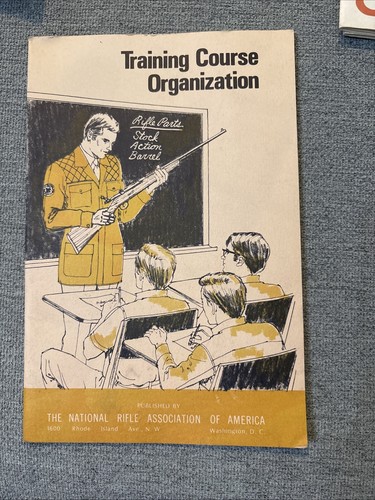 Training Course
Organization
Rifle Parts
Stock
Action
Barrel
PUBLISHED BY
THE NATIONAL RIFLE ASSOCIATION OF AMERICA
1600 Rhode Island Ave., N. W. Washington, D. C.